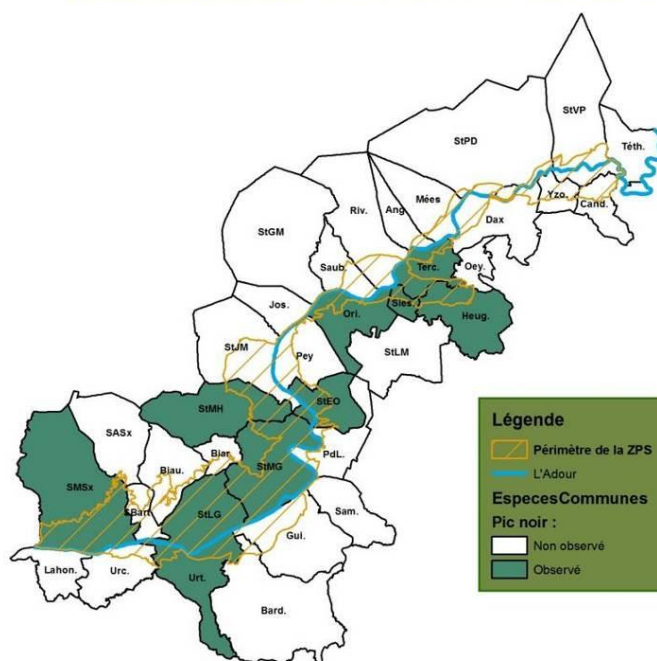 StVP
StPD
Téth.
Mées
Yzo.
Riv.
Ang
Cand.
Dax
StGM
Saub.
Terc.
Oey.
Jos.
Sies.
Ori.
Heug.
StJM
Pey
StLM
StMH
StEO
SASx
Biar
StMG
PdL.
Biau.
SMSx
SBart
StLG
Sam.
Gui.
Lahon.
Urc.
Urt.
Bard.
Légende
Périmètre de la ZPS
L'Adour
EspecesCommunes
Pic noir :
Non observé
Observé